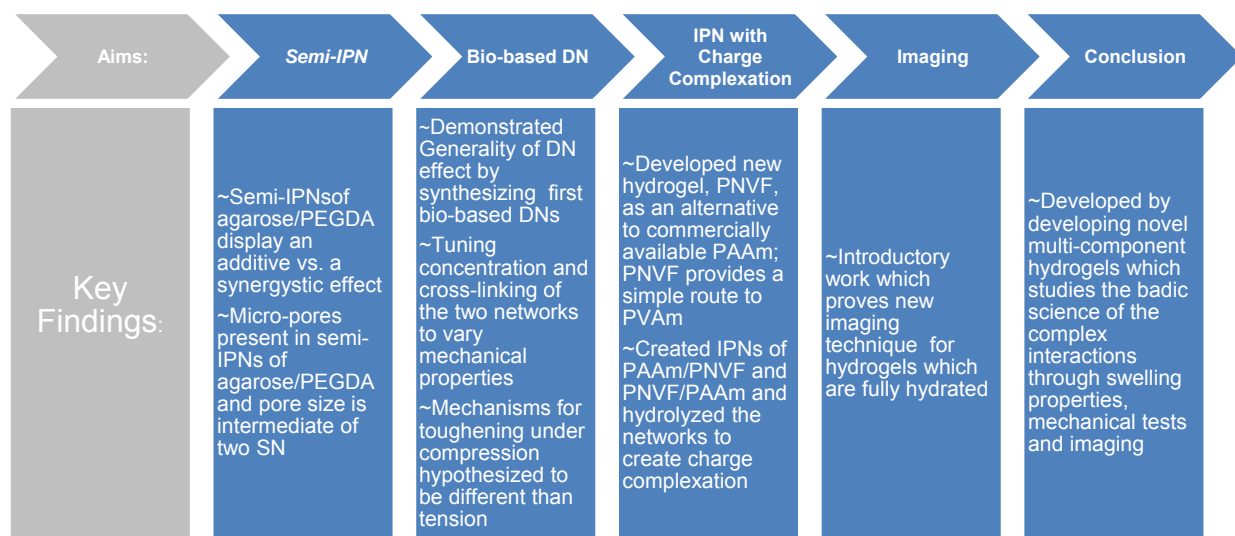 Aims:
Semi-IPN
Bio-based DN
IPN with
Charge
Complexation
Imaging
Conclusion
Key
Findings:
~Semi-IPNsof
agarose/PEGDA
display an
additive vs. a
synergystic effect
~Micro-pores
present in semi-
IPNs of
agarose/PEGDA
and pore size is
intermediate of
two SN
~Demonstrated
Generality of DN
effect by
synthesizing first
bio-based DNs
~Tuning
concentration and
cross-linking of
the two networks
to vary
mechanical
properties
~Mechanisms for
toughening under
compression
hypothesized to
be different than
tension
~Developed new
hydrogel, PNVF,
as an alternative
to commercially
available PAAm;
PNVF provides a
simple route to
PVAm
~Created IPNs of
PAAm/PNVF and
PNVF/PAAm and
hydrolyzed the
networks to
create charge
complexation
~Introductory
work which
proves new
imaging
technique for
hydrogels which
are fully hydrated
~Developed by
developing novel
multi-component
hydrogels which
studies the badic
science of the
complex
interactions
through swelling
properties,
mechanical tests
and imaging